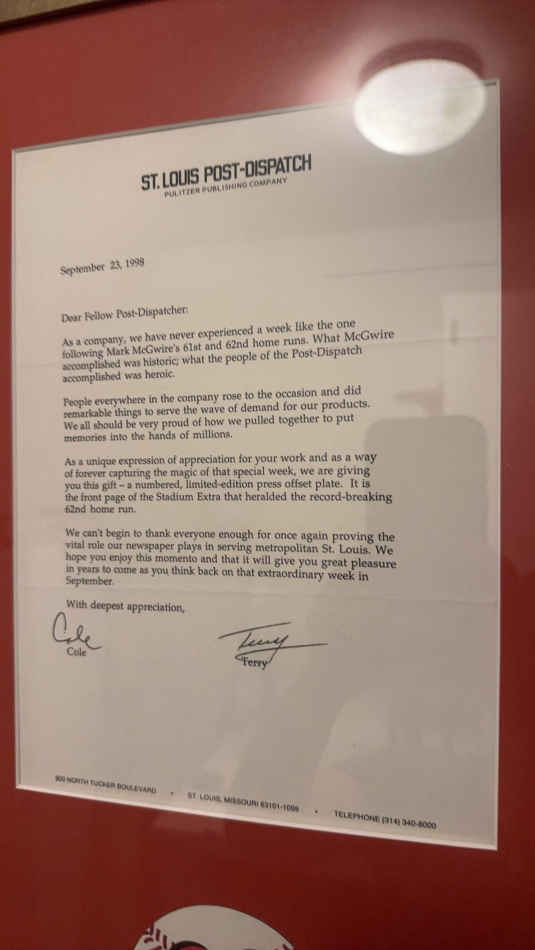 ST. LOUIS POST-DISPATCH
PULITZER PUBLISHING COMPANY
September 23, 1998
Dear Fellow Post-Dispatcher:
As a company, we have never experienced a week like the one
following Mark McGwire's 61st and 62nd home runs. What McGwire
accomplished was historic; what the people of the Post-Dispatch
accomplished was heroic.
People everywhere in the company rose to the occasion and did
remarkable things to serve the wave of demand for our products.
We all should be very proud of how we pulled together to put
memories into the hands of millions.
As a unique expression of appreciation for your work and as a way
of forever capturing the magic of that special week, we are giving
you this gift – a numbered, limited-edition press offset plate. It is
the front page of the Stadium Extra that heralded the record-breaking
62nd home run.
We can't begin to thank everyone enough for once again proving the
vital role our newspaper plays in serving metropolitan St. Louis. We
hope you enjoy this momento and that it will give you great pleasure
in years to come as you think back on that extraordinary week in
September.
With deepest appreciation,
Cole Terry
Cole Terry
900 NORTH TUCKER BOULEVARD • ST. LOUIS, MISSOURI 63101-1099 • TELEPHONE (314) 340-8000